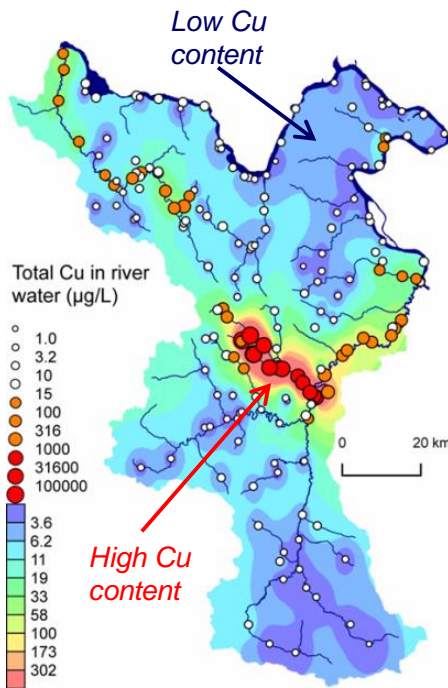 Low Cu
content
Total Cu in river
water (µg/L)
1.0
3.2
10
15
100
316
1000
31600
100000
3.6
6.2
11
19
33
58
100
173
302
0 20 km
High Cu
content